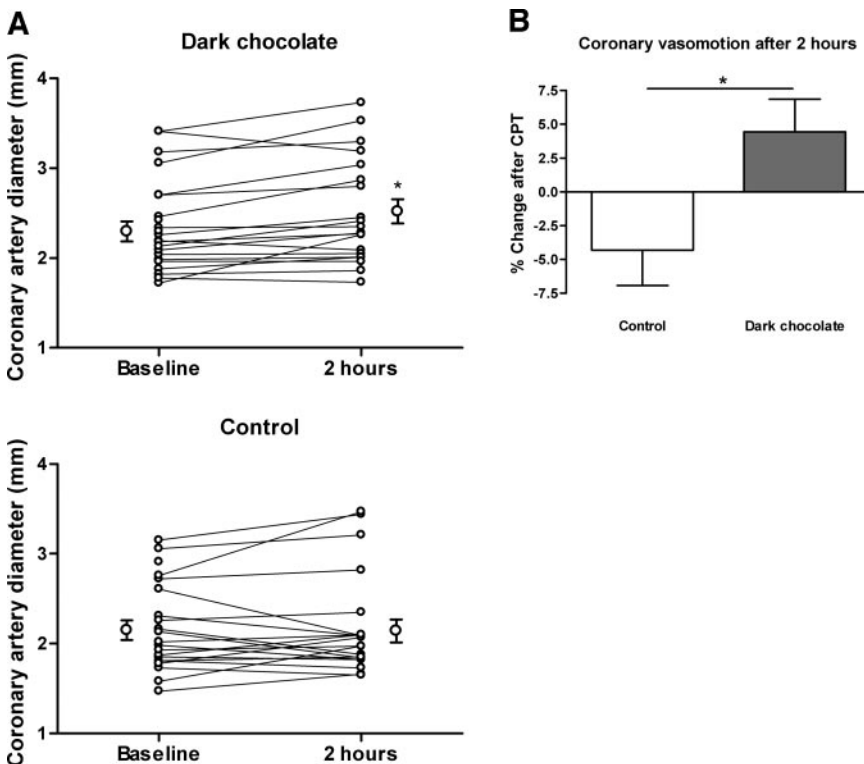 A
Dark chocolate
Coronary artery diameter (mm)
4
3
2
1
*
Baseline 2 hours
Control
Coronary artery diameter (mm)
4
3
2
1
Baseline 2 hours
B
Coronary vasomotion after 2 hours
% Change after CPT
7.5
5.0
2.5
0.0
-2.5
-5.0
-7.5
*
Control Dark chocolate